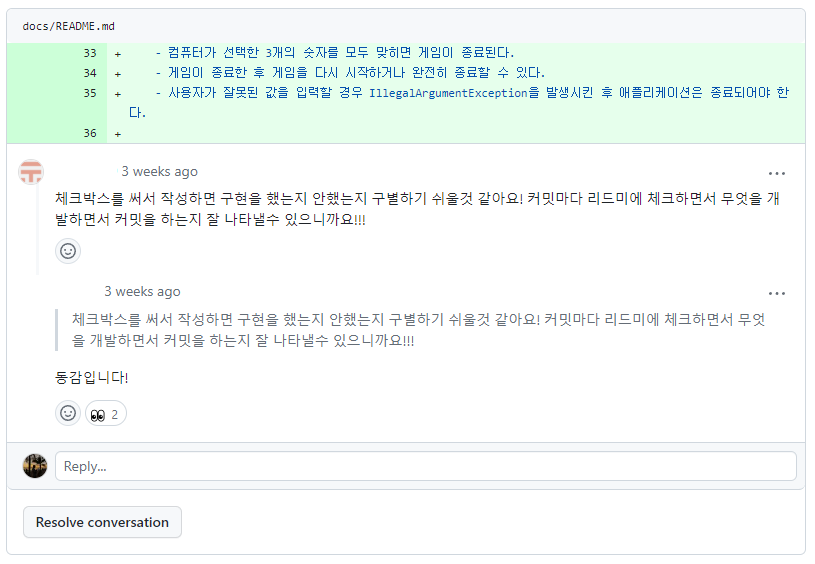 docs/README.md
33 + - 컴퓨터가 선택한 3개의 숫자를 모두 맞히면 게임이 종료된다.
34 + - 게임이 종료한 후 게임을 다시 시작하거나 완전히 종료할 수 있다.
35 + - 사용자가 잘못된 값을 입력할 경우 IllegalArgumentException을 발생시킨 후 애플리케이션은 종료되어야 한
다.
36 +
3 weeks ago
체크박스를 써서 작성하면 구현을 했는지 안했는지 구별하기 쉬울것 같아요! 커밋마다 리드미에 체크하면서 무엇을 개
발하면서 커밋을 하는지 잘 나타낼수 있으니까요!!!
3 weeks ago
체크박스를 써서 작성하면 구현을 했는지 안했는지 구별하기 쉬울것 같아요! 커밋마다 리드미에 체크하면서 무엇
을 개발하면서 커밋을 하는지 잘 나타낼수 있으니까요!!!
동감입니다!
2
Reply...
Resolve conversation